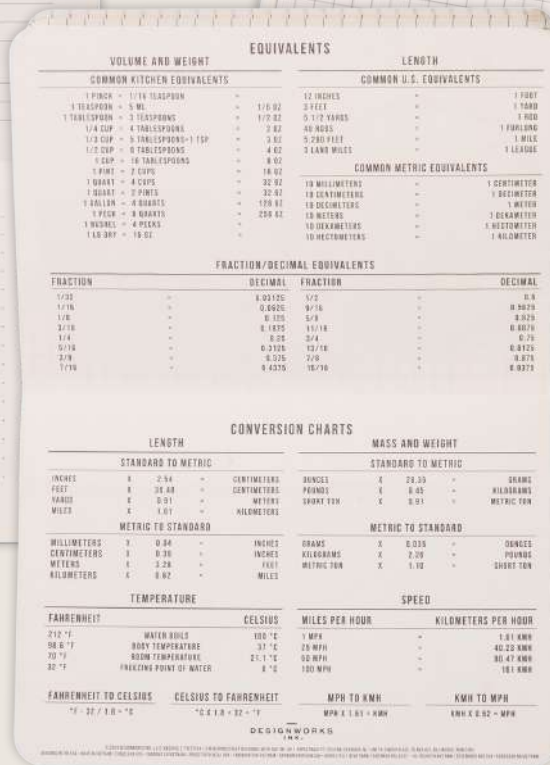 EQUIVALENTS
VOLUME AND WEIGHT
COMMON KITCHEN EQUIVALENTS
1 PINCH = 1/16 TEASPOON =
1 TEASPOON = 5 ML = 1/6 OZ
1 TABLESPOON = 3 TEASPOONS = 1/2 OZ
1/4 CUP = 4 TABLESPOONS = 2 OZ
1/3 CUP = 5 TABLESPOONS+1 TSP = 3 OZ
1/2 CUP = 8 TABLESPOONS = 4 OZ
1 CUP = 16 TABLESPOONS = 8 OZ
1 PINT = 2 CUPS = 16 OZ
1 QUART = 4 CUPS = 32 OZ
1 QUART = 2 PINTS = 32 OZ
1 GALLON = 4 QUARTS = 128 OZ
1 PECK = 8 QUARTS = 256 OZ
1 BUSHEL = 4 PECKS =
1 LB DRY = 16 OZ =
LENGTH
COMMON U.S. EQUIVALENTS
12 INCHES = 1 FOOT
3 FEET = 1 YARD
5 1/2 YARDS = 1 ROD
40 RODS = 1 FURLONG
5,280 FEET = 1 MILE
3 LAND MILES = 1 LEAGUE
COMMON METRIC EQUIVALENTS
10 MILLIMETERS = 1 CENTIMETER
10 CENTIMETERS = 1 DECIMETER
10 DECIMETERS = 1 METER
10 METERS = 1 DEKAMETER
10 DEKAMETERS = 1 HECTOMETER
10 HECTOMETERS = 1 KILOMETER
FRACTION/DECIMAL EQUIVALENTS
FRACTION DECIMAL FRACTION DECIMAL
1/32 = 0.03125 1/2 = 0.5
1/16 = 0.0625 9/16 = 0.5625
1/8 = 0.125 5/8 = 0.625
3/16 = 0.1875 11/16 = 0.6875
1/4 = 0.25 3/4 = 0.75
5/16 = 0.3125 13/16 = 0.8125
3/8 = 0.375 7/8 = 0.875
7/16 = 0.4375 15/16 = 0.9375
CONVERSION CHARTS
LENGTH
STANDARD TO METRIC
INCHES X 2.54 = CENTIMETERS
FEET X 30.48 = CENTIMETERS
YARDS X 0.91 = METERS
MILES X 1.61 = KILOMETERS
METRIC TO STANDARD
MILLIMETERS X 0.04 = INCHES
CENTIMETERS X 0.39 = INCHES
METERS X 3.28 = FEET
KILOMETERS X 0.62 = MILES
MASS AND WEIGHT
STANDARD TO METRIC
OUNCES X 28.35 = GRAMS
POUNDS X 0.45 = KILOGRAMS
SHORT TON X 0.91 = METRIC TON
METRIC TO STANDARD
GRAMS X 0.035 = OUNCES
KILOGRAMS X 2.20 = POUNDS
METRIC TON X 1.10 = SHORT TON
TEMPERATURE
FAHRENHEIT CELSIUS
212 °F WATER BOILS 100 °C
98.6 °F BODY TEMPERATURE 37 °C
70 °F ROOM TEMPERATURE 21.1 °C
32 °F FREEZING POINT OF WATER 0 °C
FAHRENHEIT TO CELSIUS CELSIUS TO FAHRENHEIT
°F - 32 / 1.8 = °C °C X 1.8 + 32 = °F
SPEED
MILES PER HOUR KILOMETERS PER HOUR
1 MPH = 1.61 KMH
25 MPH = 40.23 KMH
50 MPH = 80.47 KMH
100 MPH = 161 KMH
MPH TO KMH KMH TO MPH
MPH X 1.61 = KMH KMH X 0.62 = MPH
DESIGNWORKS
INK.